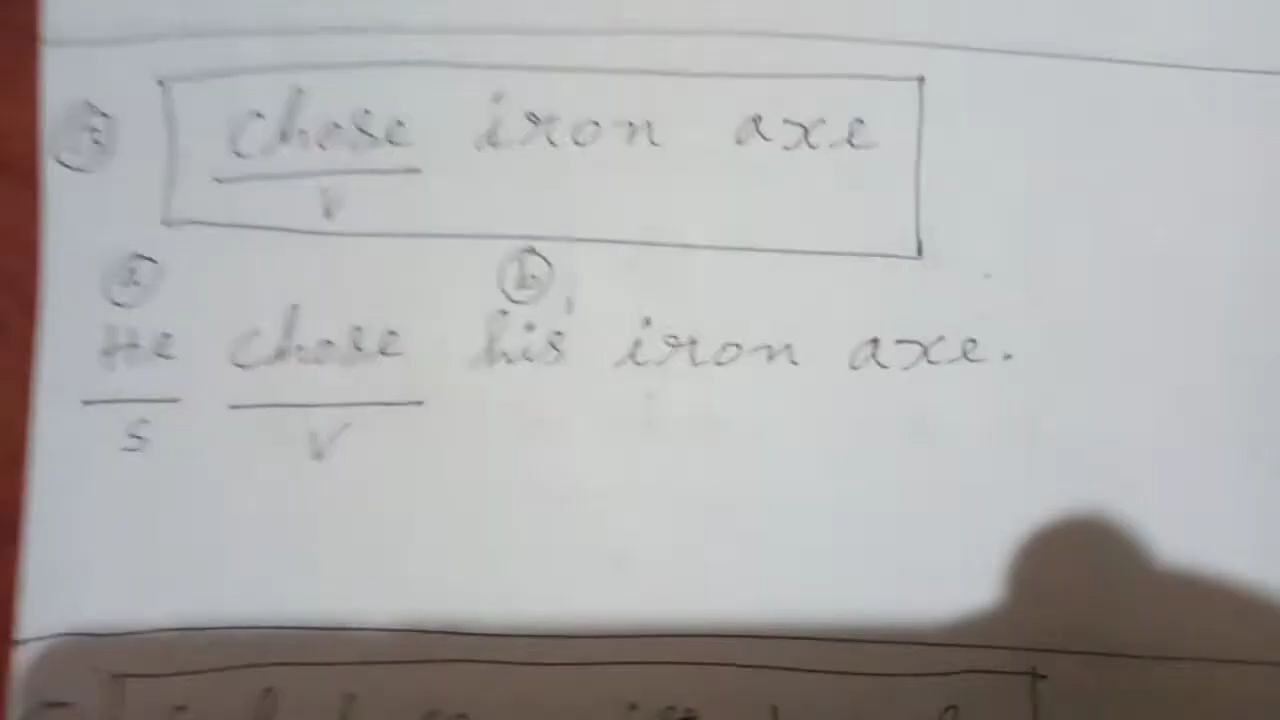 chose iron axe
V
a b
He chose his iron axe.
S V